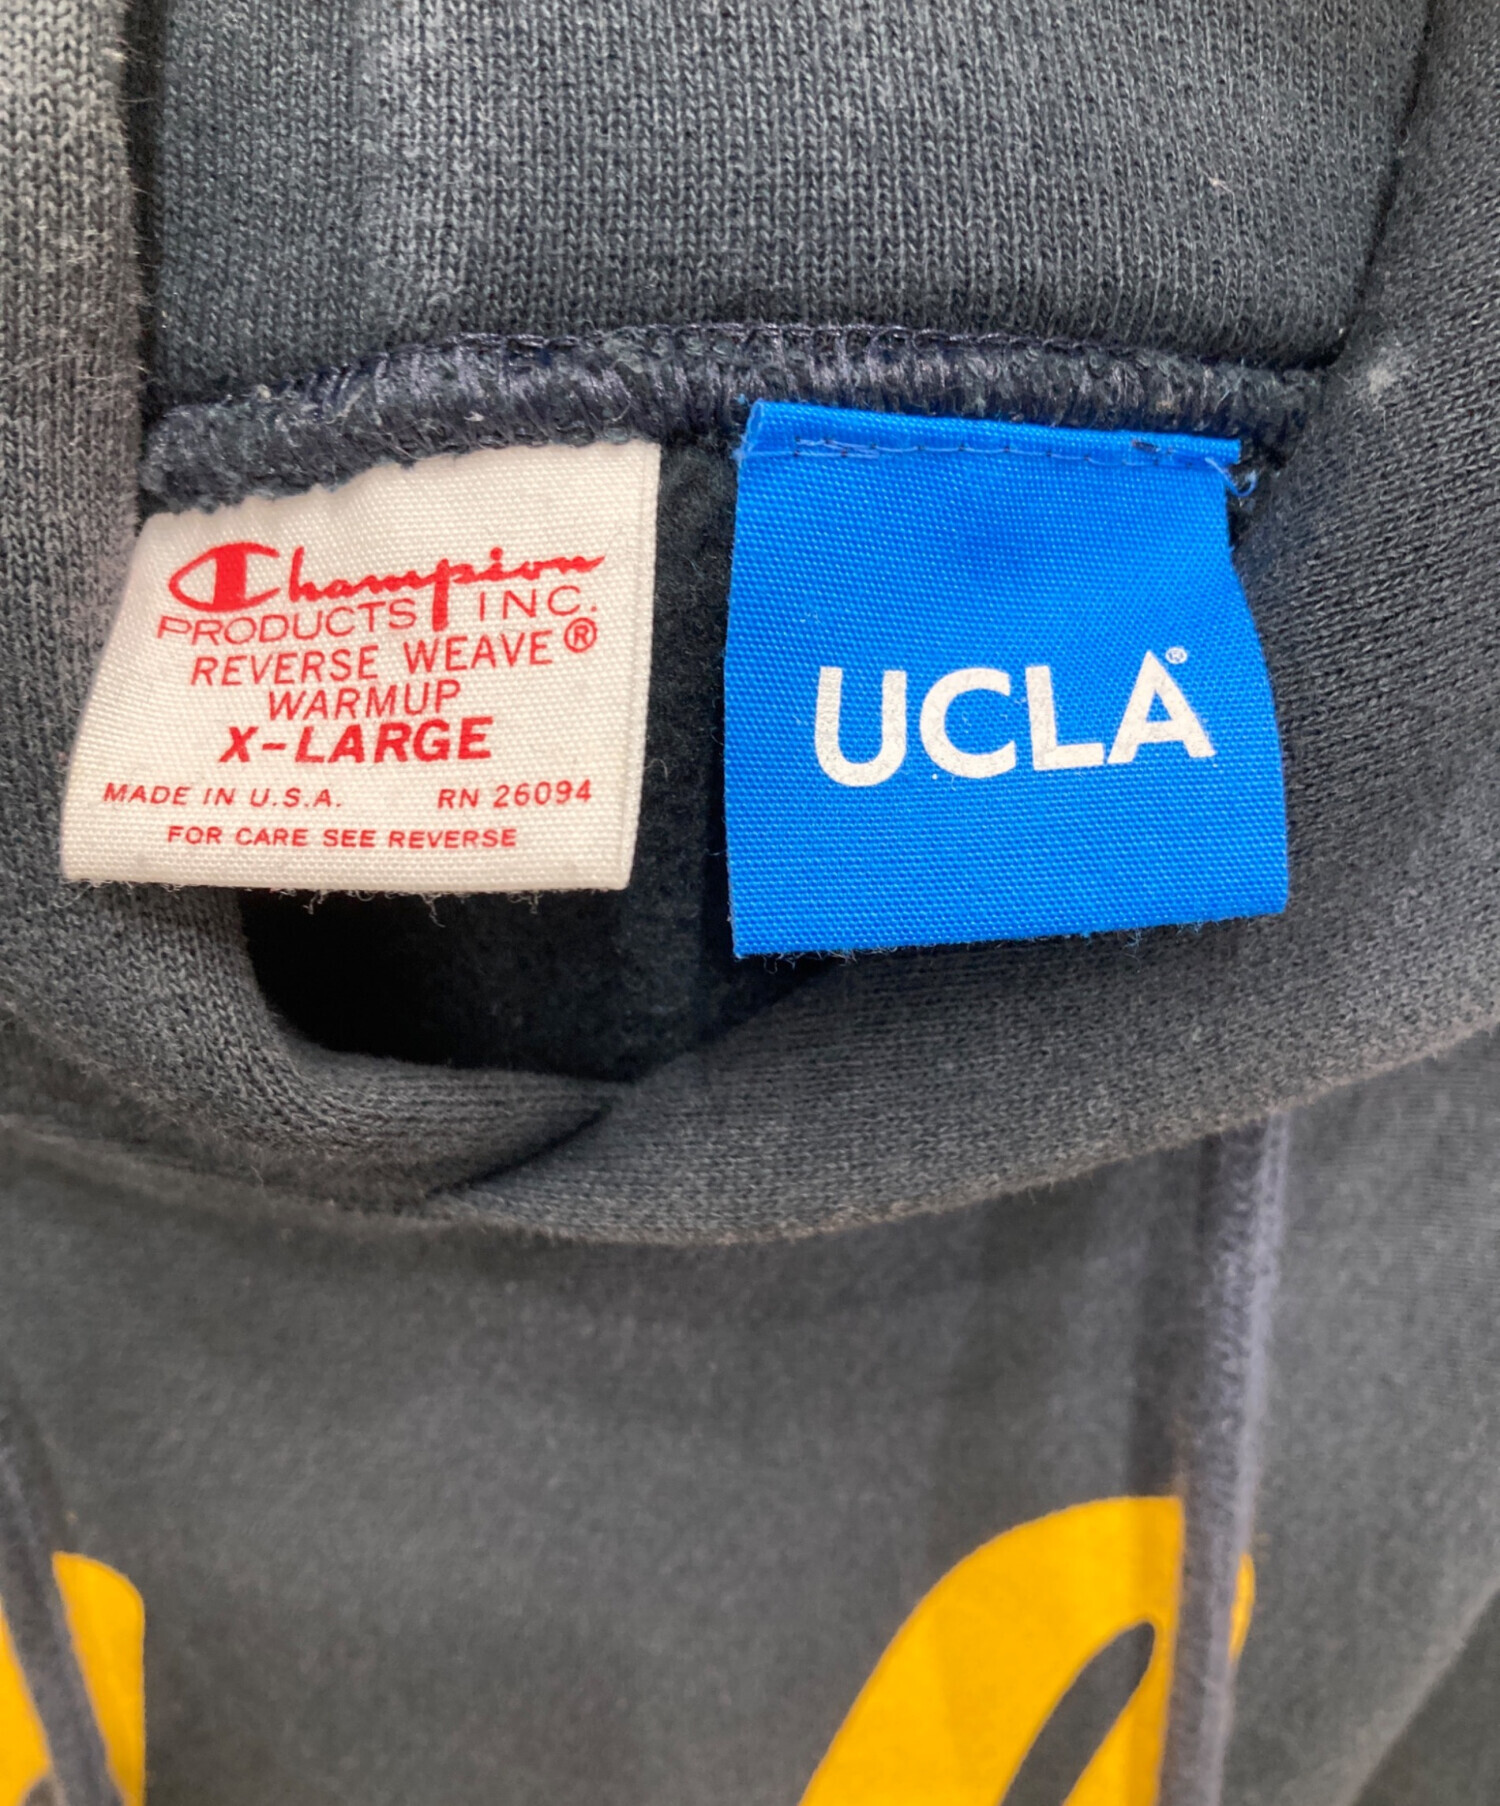 Champion
PRODUCTS INC.
REVERSE WEAVE®
WARMUP
X-LARGE
MADE IN U.S.A. RN 26094
FOR CARE SEE REVERSE
UCLA®